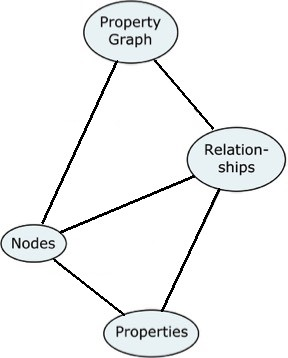 Property
Graph
Relation-
ships
Nodes
Properties